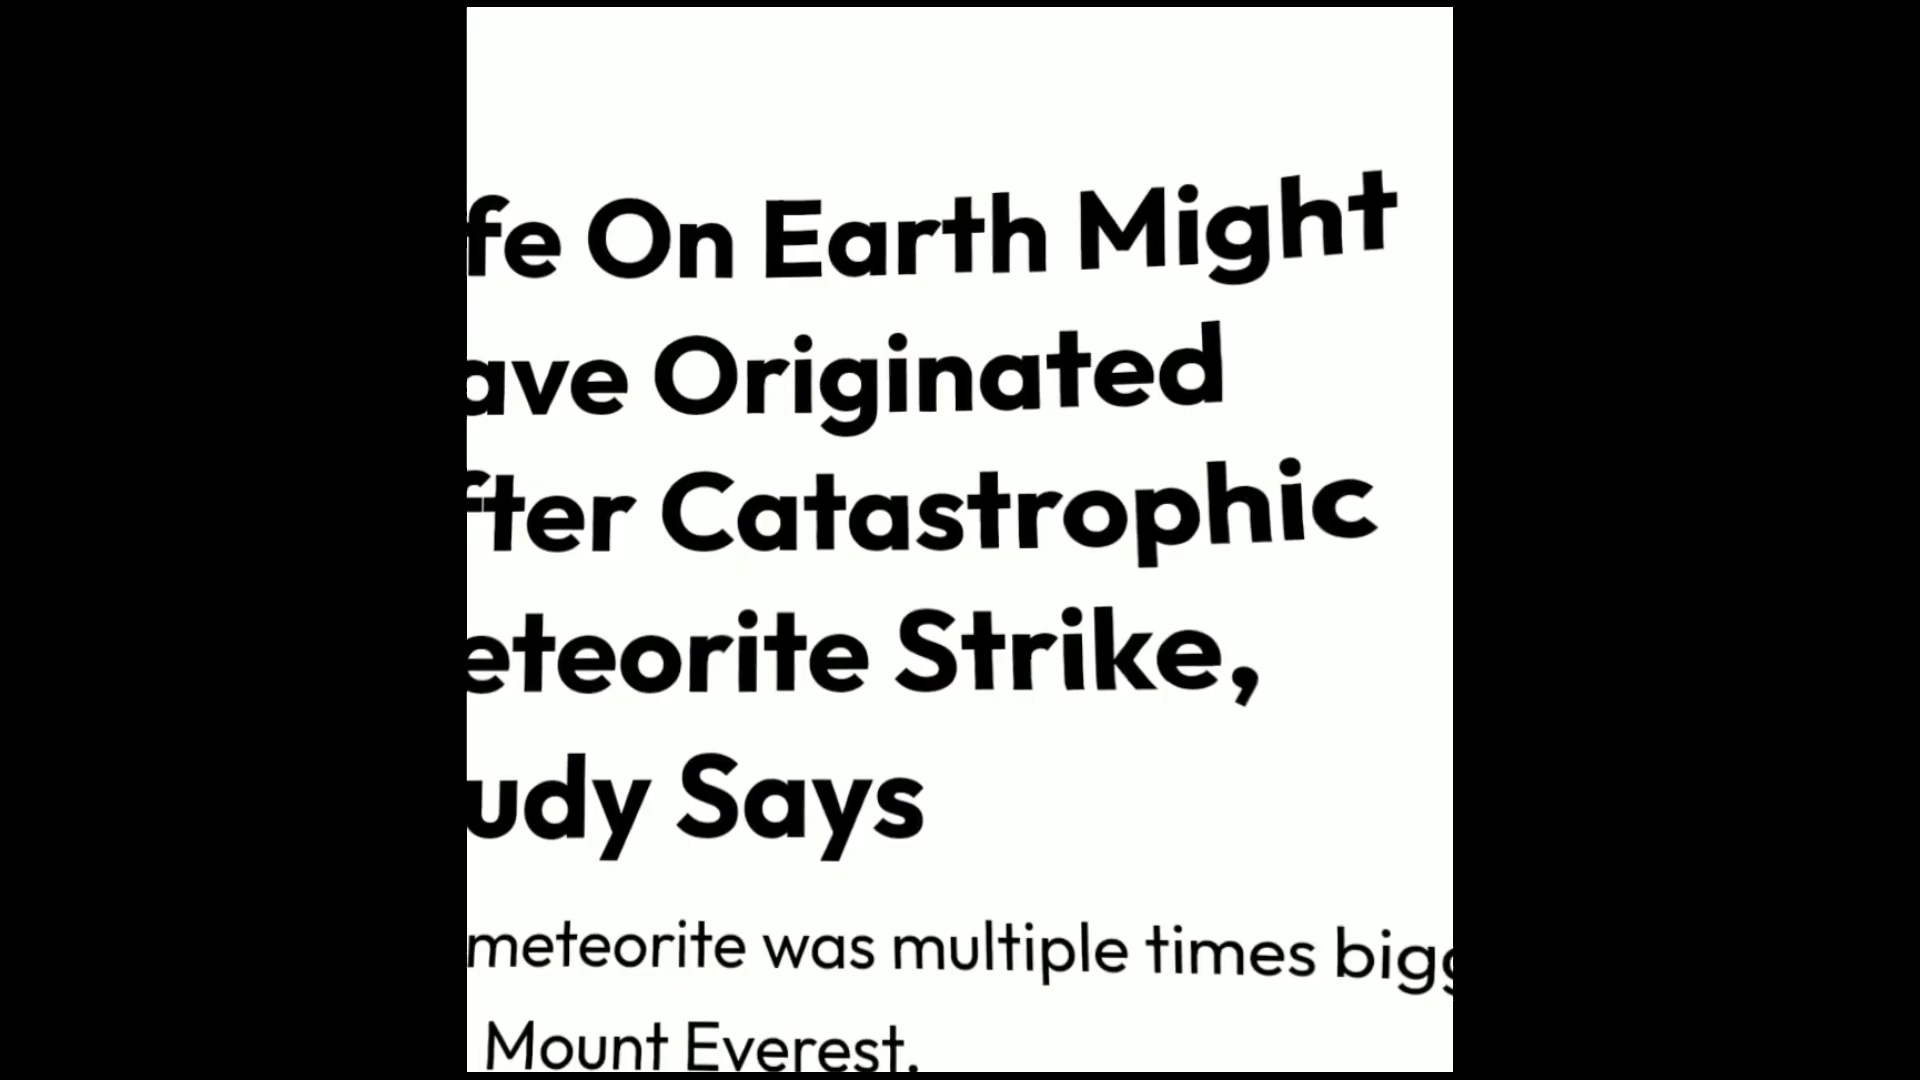 fe On Earth Might
ave Originated
fter Catastrophic
eteorite Strike,
udy Says
meteorite was multiple times bigg
Mount Everest.